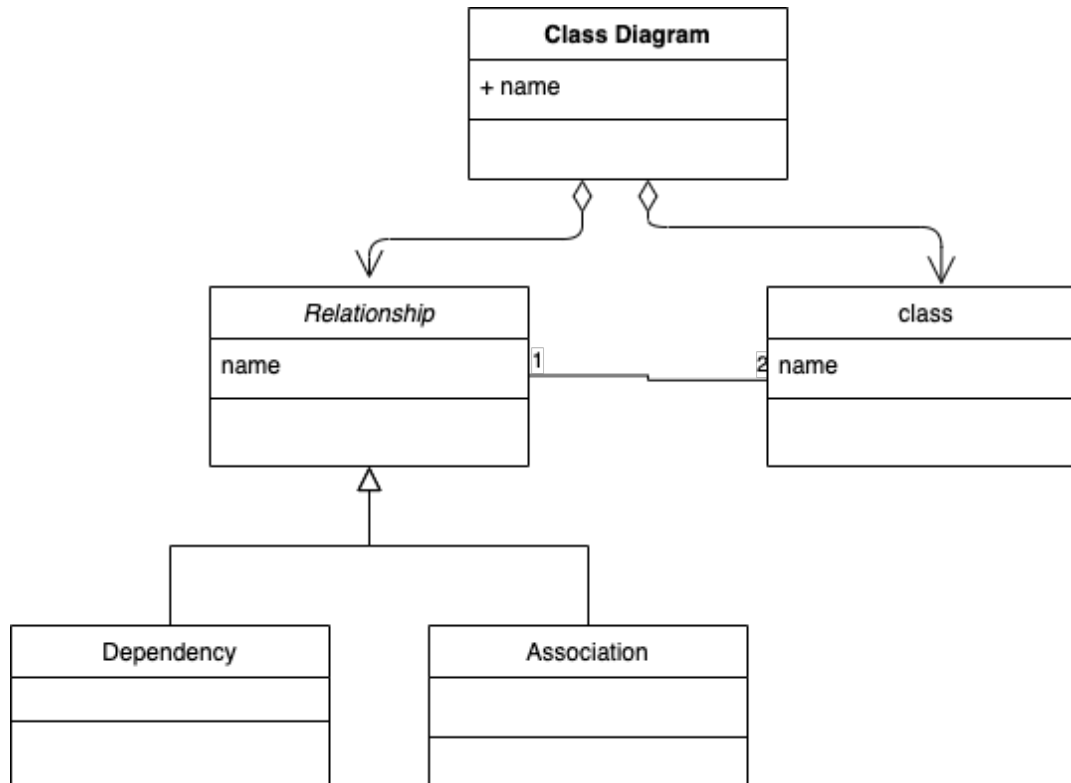 Class Diagram
+ name
Relationship
class
1
2
name
name
Dependency
Association